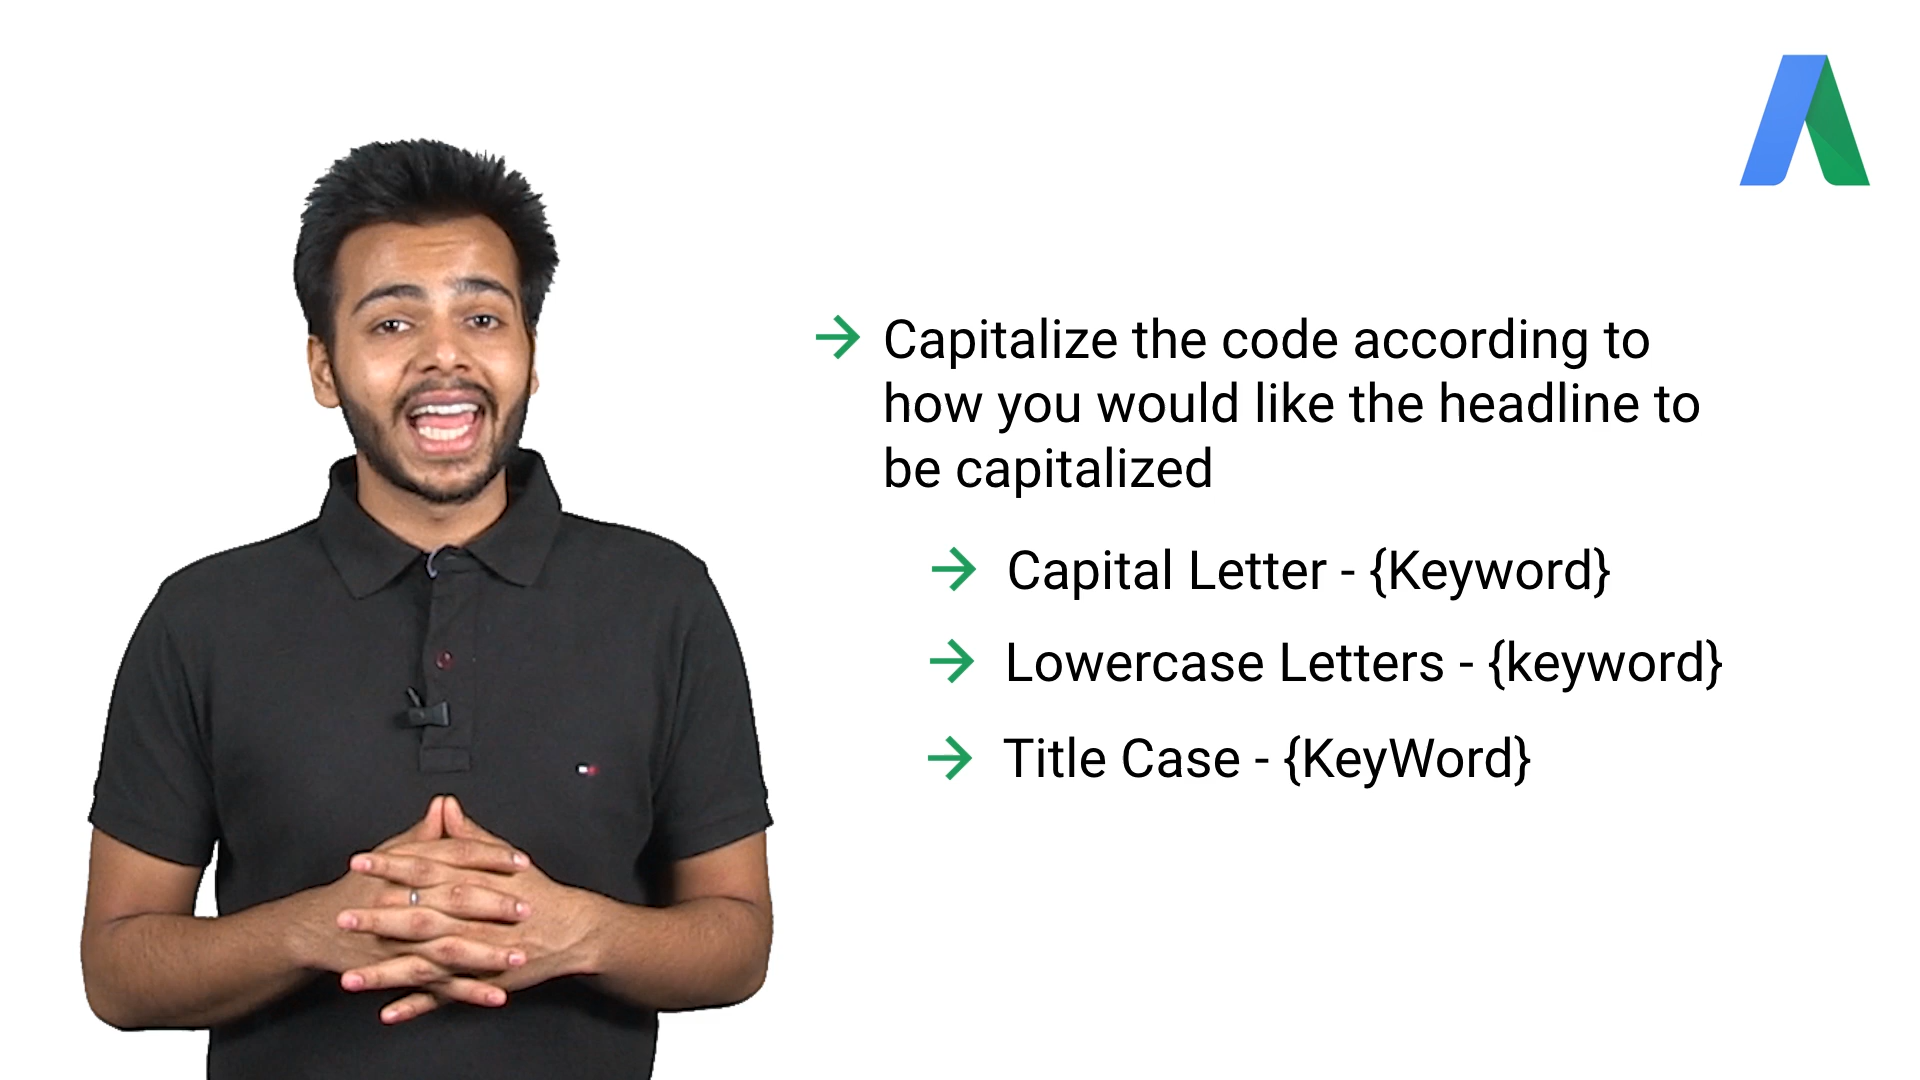 Capitalize the code according to
how you would like the headline to
be capitalized
Capital Letter - {Keyword}
Lowercase Letters - {keyword}
Title Case - {KeyWord}